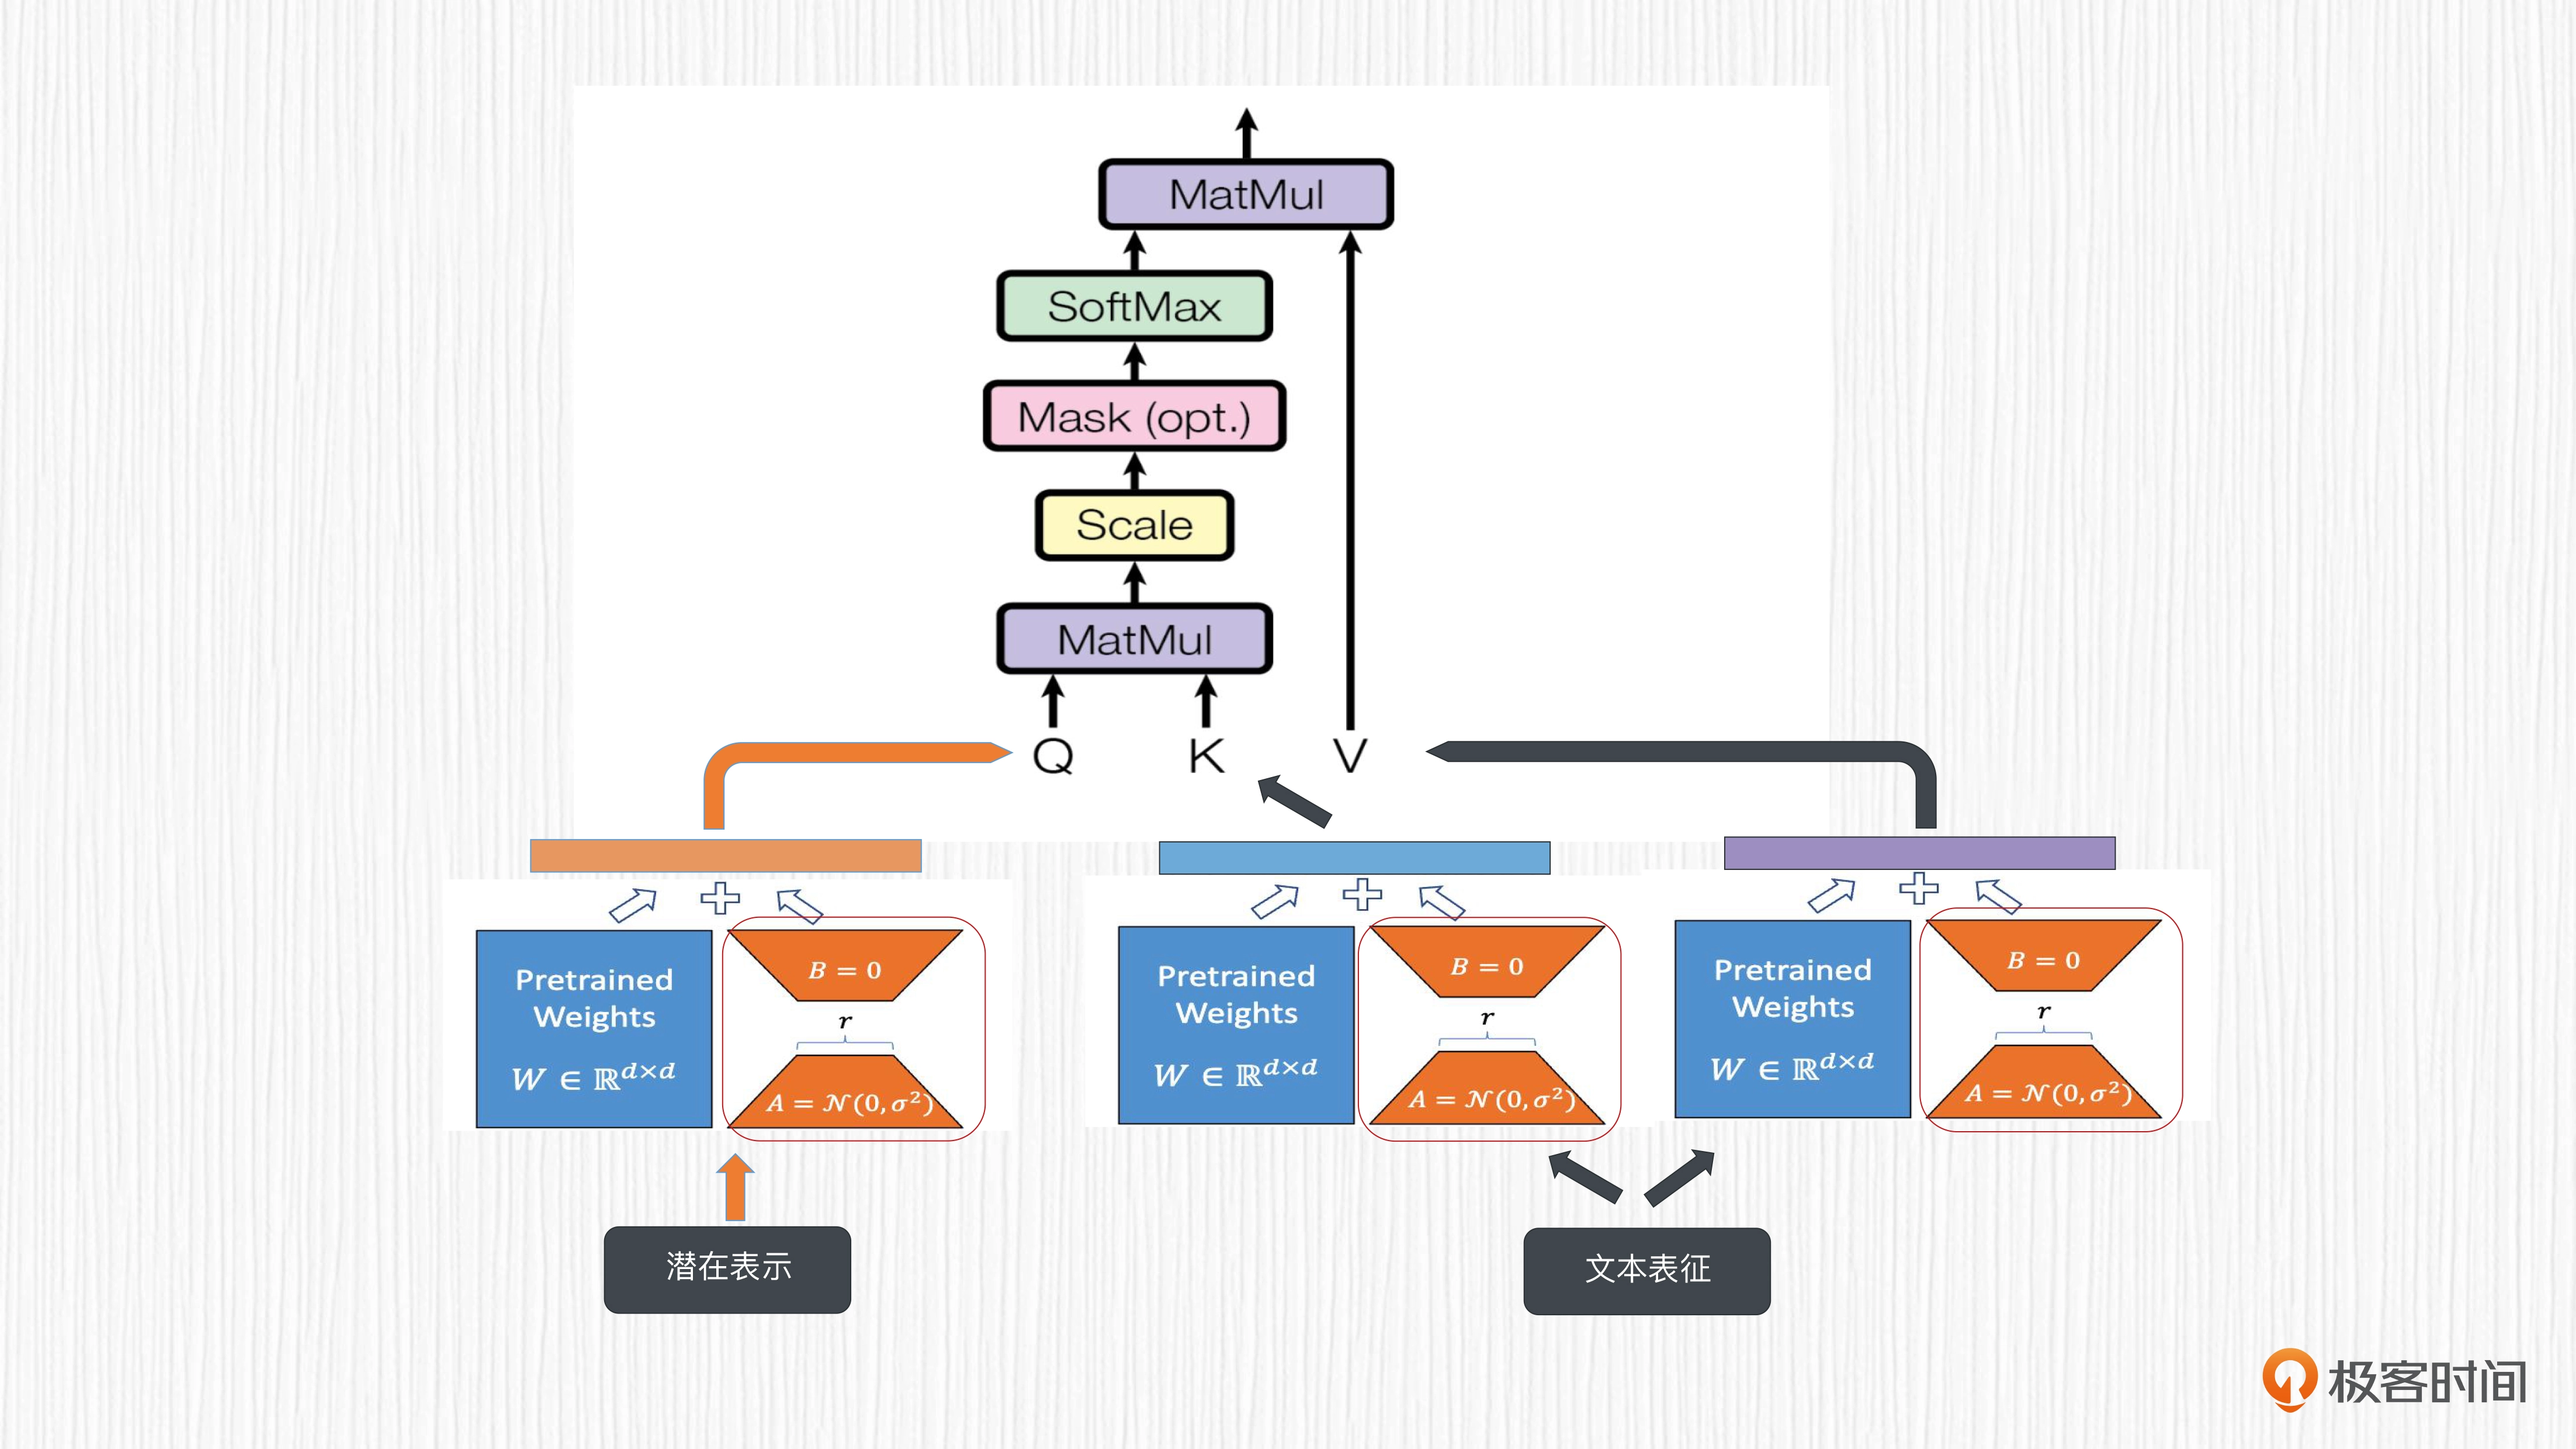 MatMul
SoftMax
Mask (opt.)
Scale
MatMul
Q K V
Pretrained
Weights
W ∈ ℝ^{d×d}
B = 0
r
A = 𝒩(0, σ²)
Pretrained
Weights
W ∈ ℝ^{d×d}
B = 0
r
A = 𝒩(0, σ²)
Pretrained
Weights
W ∈ ℝ^{d×d}
B = 0
r
A = 𝒩(0, σ²)
潜在表示
文本表征
极客时间